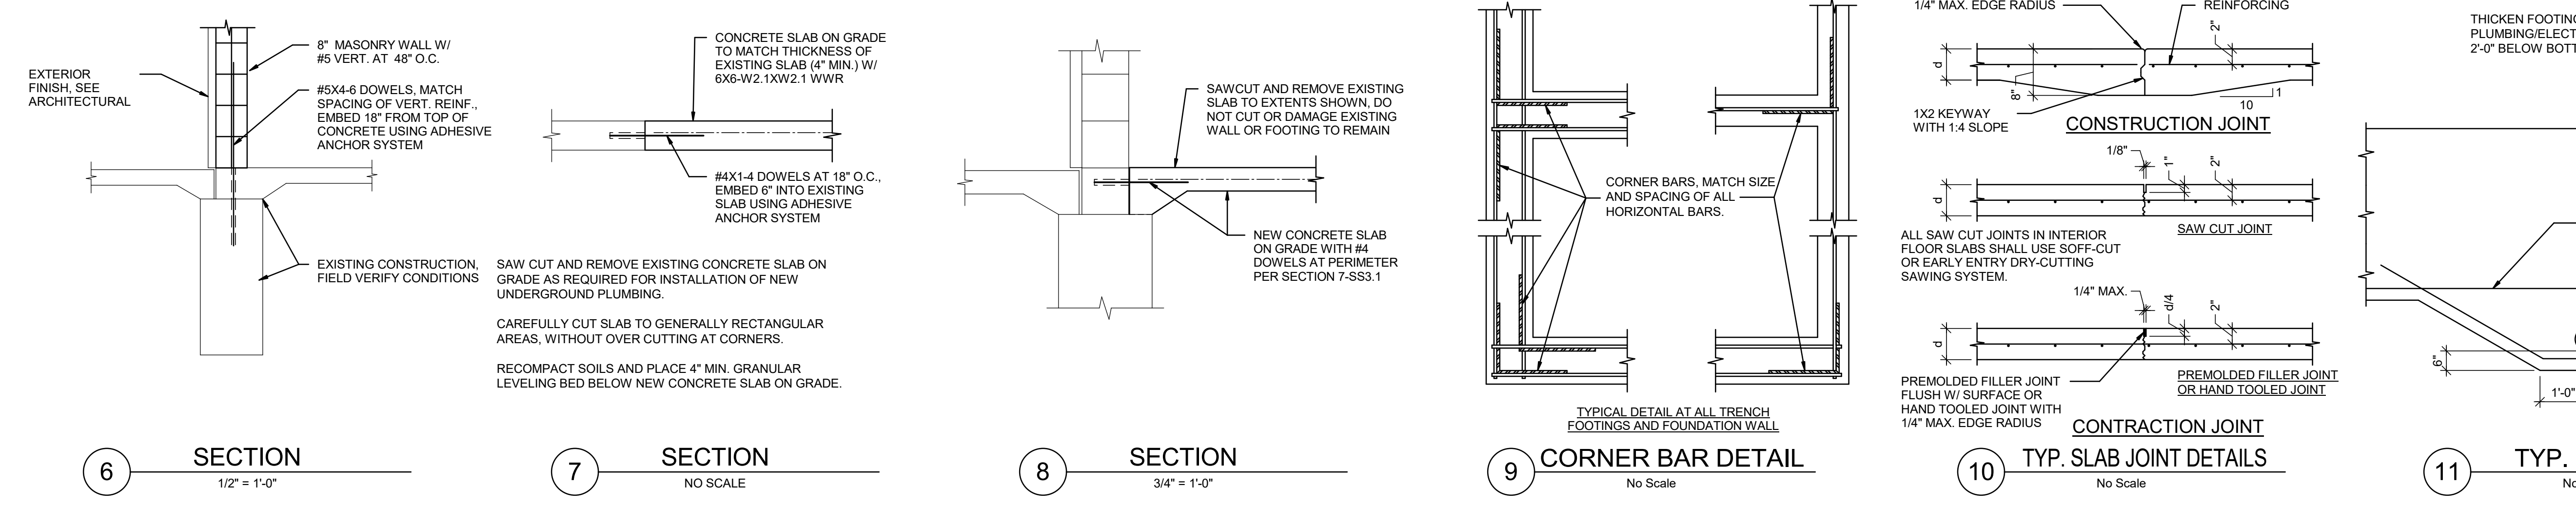 EXTERIOR
FINISH, SEE
ARCHITECTURAL
8" MASONRY WALL W/
#5 VERT. AT 48" O.C.
#5X4-6 DOWELS, MATCH
SPACING OF VERT. REINF.,
EMBED 18" FROM TOP OF
CONCRETE USING ADHESIVE
ANCHOR SYSTEM
EXISTING CONSTRUCTION,
FIELD VERIFY CONDITIONS
6
SECTION
1/2" = 1'-0"
CONCRETE SLAB ON GRADE
TO MATCH THICKNESS OF
EXISTING SLAB (4" MIN.) W/
6X6-W2.1XW2.1 WWR
#4X1-4 DOWELS AT 18" O.C.,
EMBED 6" INTO EXISTING
SLAB USING ADHESIVE
ANCHOR SYSTEM
SAW CUT AND REMOVE EXISTING CONCRETE SLAB ON
GRADE AS REQUIRED FOR INSTALLATION OF NEW
UNDERGROUND PLUMBING.
CAREFULLY CUT SLAB TO GENERALLY RECTANGULAR
AREAS, WITHOUT OVER CUTTING AT CORNERS.
RECOMPACT SOILS AND PLACE 4" MIN. GRANULAR
LEVELING BED BELOW NEW CONCRETE SLAB ON GRADE.
7
SECTION
NO SCALE
SAWCUT AND REMOVE EXISTING
SLAB TO EXTENTS SHOWN, DO
NOT CUT OR DAMAGE EXISTING
WALL OR FOOTING TO REMAIN
NEW CONCRETE SLAB
ON GRADE WITH #4
DOWELS AT PERIMETER
PER SECTION 7-SS3.1
8
SECTION
3/4" = 1'-0"
CORNER BARS, MATCH SIZE
AND SPACING OF ALL
HORIZONTAL BARS.
TYPICAL DETAIL AT ALL TRENCH
FOOTINGS AND FOUNDATION WALL
9
CORNER BAR DETAIL
No Scale
1/4" MAX. EDGE RADIUS
REINFORCING
2"
d
8"
10
1
1X2 KEYWAY
WITH 1:4 SLOPE
CONSTRUCTION JOINT
1/8"
1"
2"
d
SAW CUT JOINT
ALL SAW CUT JOINTS IN INTERIOR
FLOOR SLABS SHALL USE SOFF-CUT
OR EARLY ENTRY DRY-CUTTING
SAWING SYSTEM.
1/4" MAX.
d/4
2"
d
PREMOLDED FILLER JOINT
FLUSH W/ SURFACE OR
HAND TOOLED JOINT WITH
1/4" MAX. EDGE RADIUS
PREMOLDED FILLER JOINT
OR HAND TOOLED JOINT
CONTRACTION JOINT
10
TYP. SLAB JOINT DETAILS
No Scale
THICKEN FOOTING
PLUMBING/ELECT
2'-0" BELOW BOTT
6"
1'-0"
11
TYP.
No